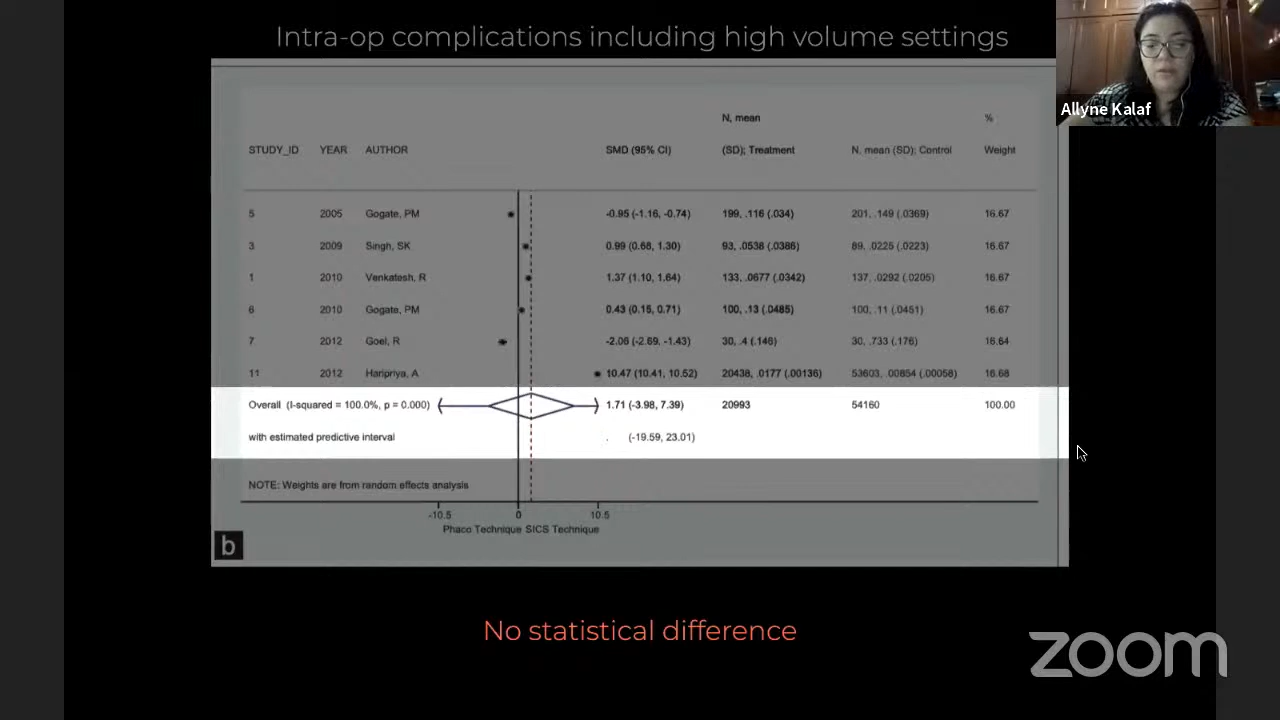 Intra-op complications including high volume settings
Allyne Kalaf
N, mean
%
STUDY_ID YEAR AUTHOR SMD (95% CI) (SD); Treatment N, mean (SD); Control Weight
5 2005 Gogate, PM -0.95 (-1.16, -0.74) 199, .116 (.034) 201, .149 (.0369) 16.67
3 2009 Singh, SK 0.99 (0.68, 1.30) 93, .0538 (.0386) 89, .0225 (.0223) 16.67
1 2010 Venkatesh, R 1.37 (1.10, 1.64) 133, .0677 (.0342) 137, .0292 (.0205) 16.67
6 2010 Gogate, PM 0.43 (0.15, 0.71) 100, .13 (.0485) 100, .11 (.0451) 16.67
7 2012 Goel, R -2.06 (-2.69, -1.43) 30, .4 (.146) 30, .733 (.176) 16.64
11 2012 Haripriya, A 10.47 (10.41, 10.52) 20438, .0177 (.00136) 53603, .00854 (.00058) 16.68
Overall (I-squared = 100.0%, p = 0.000) 1.71 (-3.98, 7.39) 20993 54160 100.00
with estimated predictive interval . (-19.59, 23.01)
NOTE: Weights are from random effects analysis
-10.5 0 10.5
Phaco Technique SICS Technique
b
No statistical difference
zoom